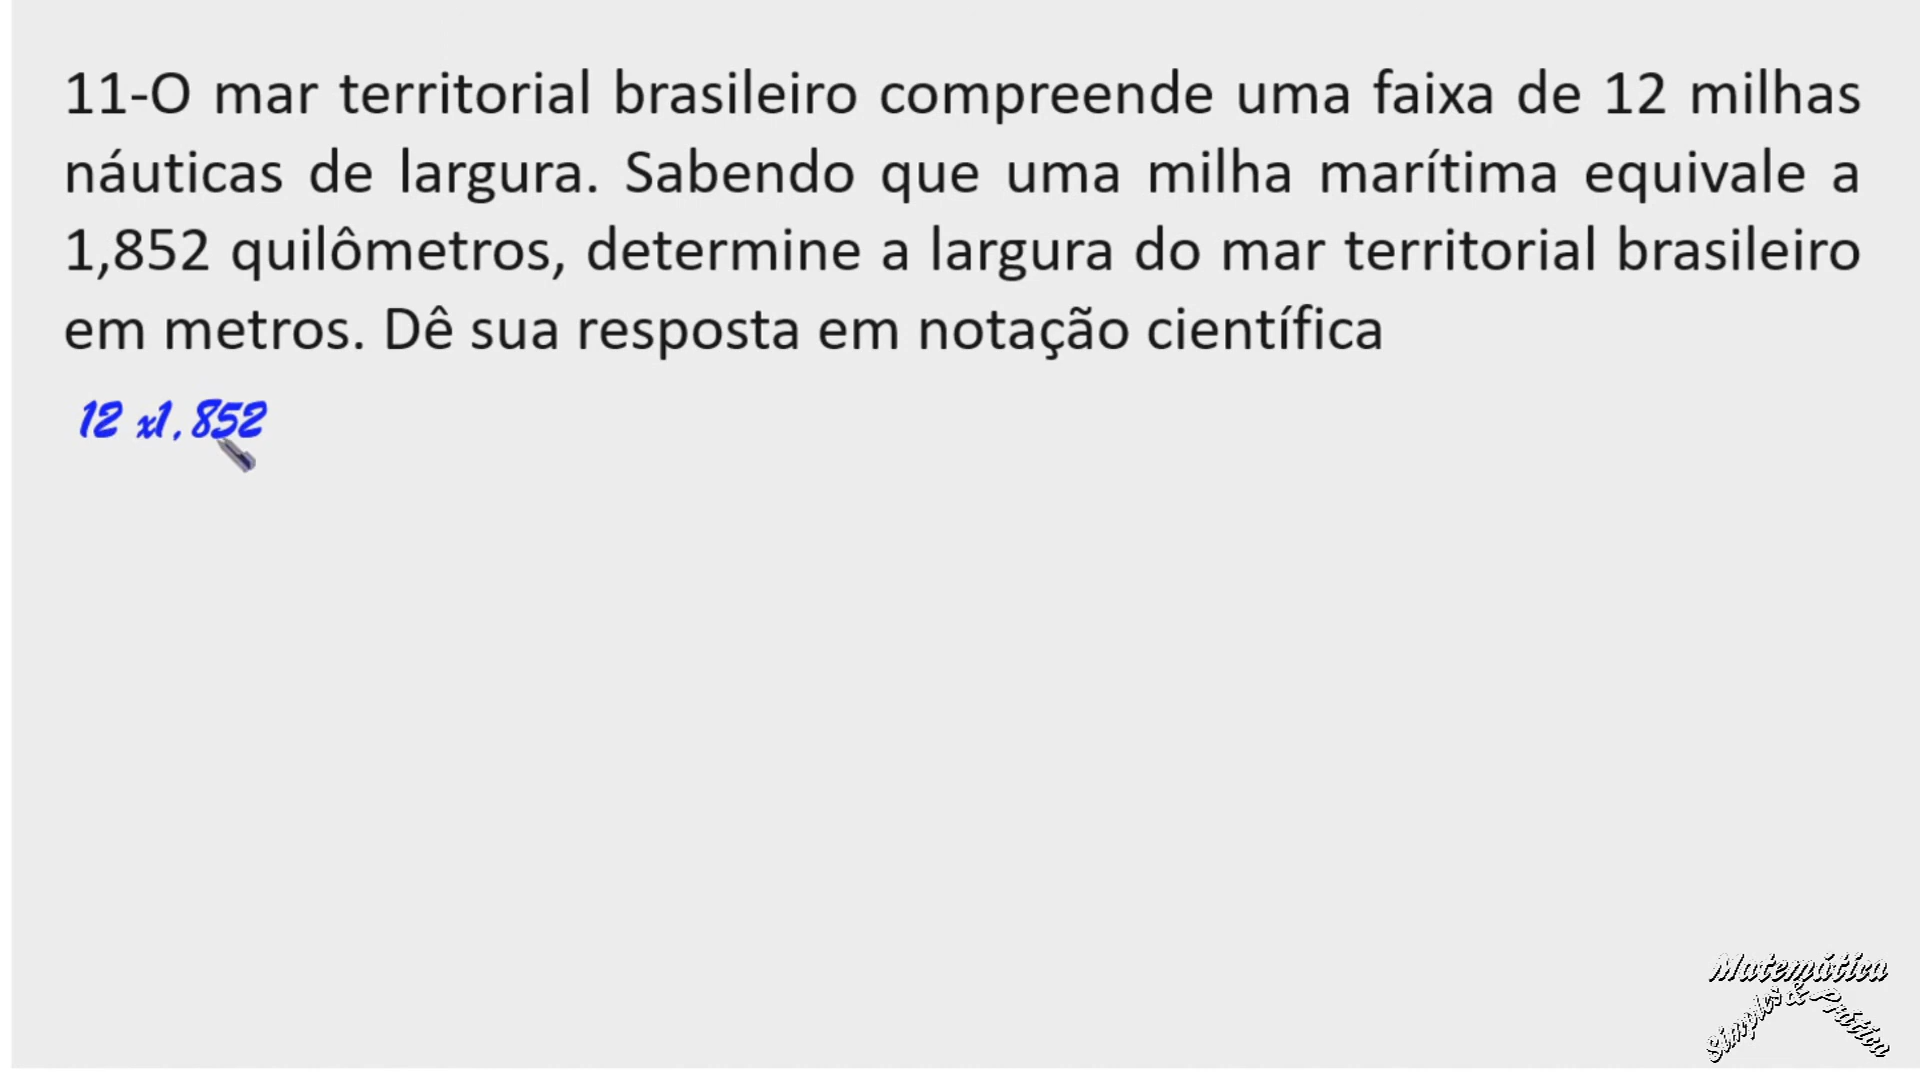 11-O mar territorial brasileiro compreende uma faixa de 12 milhas
náuticas de largura. Sabendo que uma milha marítima equivale a
1,852 quilômetros, determine a largura do mar territorial brasileiro
em metros. Dê sua resposta em notação científica
12 x1,852
Matemática
Simples & Prática